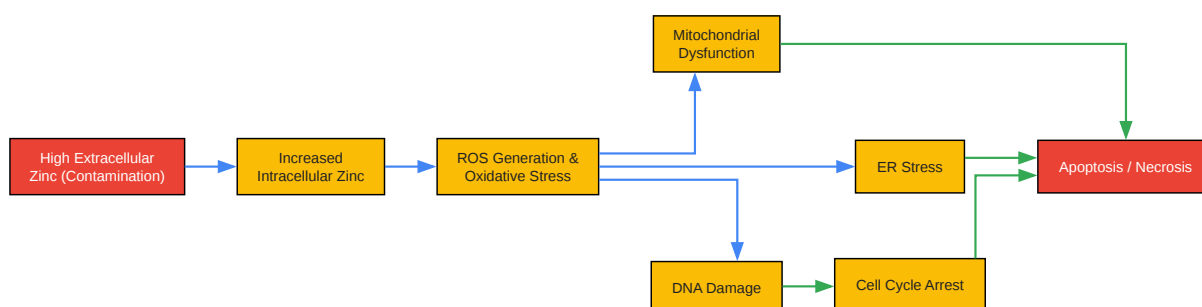 Mitochondrial
Dysfunction
High Extracellular
Zinc (Contamination)
Increased
Intracellular Zinc
ROS Generation &
Oxidative Stress
ER Stress
Apoptosis / Necrosis
DNA Damage
Cell Cycle Arrest